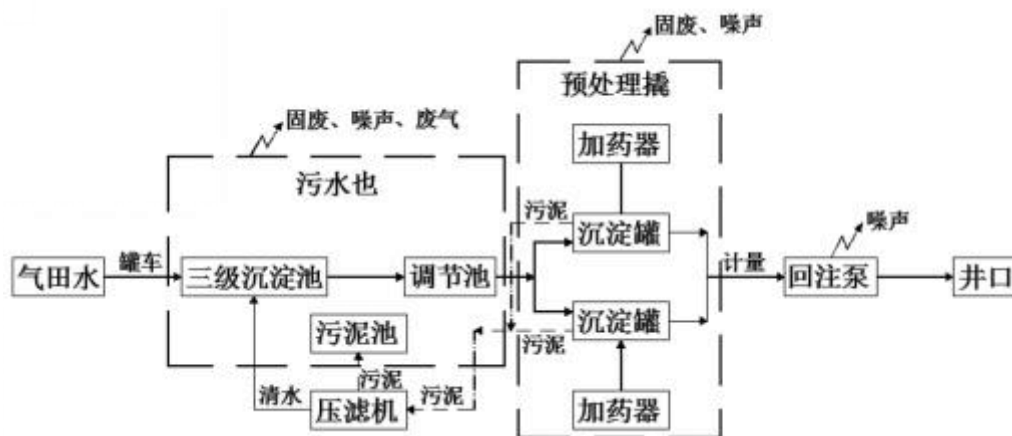 固废、噪声
预处理撬
固废、噪声、废气
加药器
污水也
污泥
沉淀罐
噪声
罐车
计量
气田水
三级沉淀池
调节池
回注泵
井口
污泥池
沉淀罐
污泥
污泥
清水
污泥
压滤机
加药器